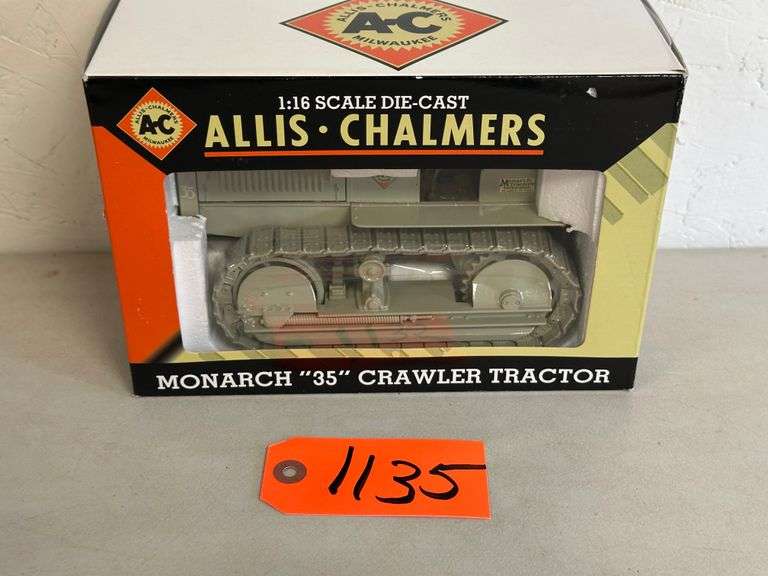 ALLIS-CHALMERS
A-C
MILWAUKEE
1:16 SCALE DIE-CAST
ALLIS-CHALMERS
A-C
MILWAUKEE
ALLIS · CHALMERS
35
MONARCH "35" CRAWLER TRACTOR
1135